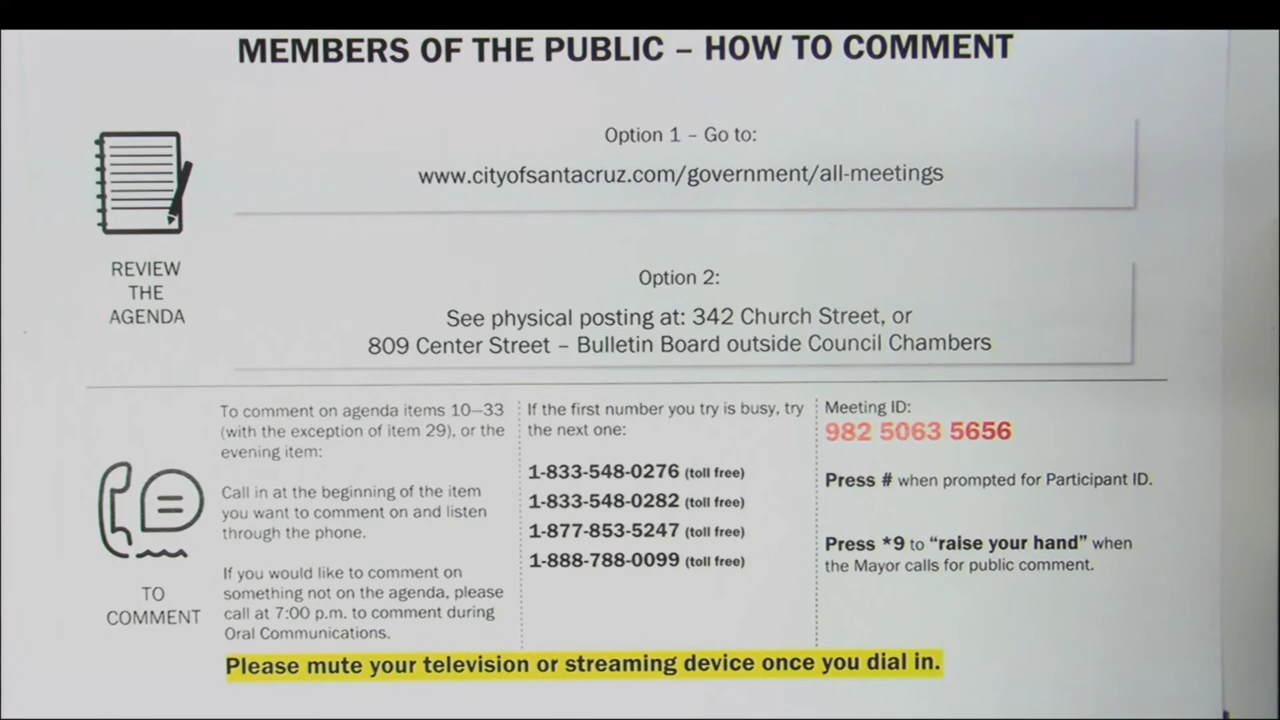 MEMBERS OF THE PUBLIC – HOW TO COMMENT
Option 1 – Go to:
www.cityofsantacruz.com/government/all-meetings
REVIEW
THE
AGENDA
Option 2:
See physical posting at: 342 Church Street, or
809 Center Street – Bulletin Board outside Council Chambers
To comment on agenda items 10–33
(with the exception of item 29), or the
evening item:
Call in at the beginning of the item
you want to comment on and listen
through the phone.
If you would like to comment on
something not on the agenda, please
call at 7:00 p.m. to comment during
Oral Communications.
TO
COMMENT
If the first number you try is busy, try
the next one:
1-833-548-0276 (toll free)
1-833-548-0282 (toll free)
1-877-853-5247 (toll free)
1-888-788-0099 (toll free)
Meeting ID:
982 5063 5656
Press # when prompted for Participant ID.
Press *9 to “raise your hand” when
the Mayor calls for public comment.
Please mute your television or streaming device once you dial in.